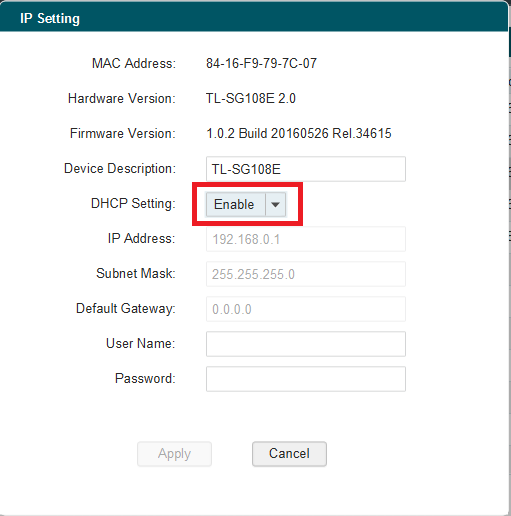 IP Setting
MAC Address: 84-16-F9-79-7C-07
Hardware Version: TL-SG108E 2.0
Firmware Version: 1.0.2 Build 20160526 Rel.34615
Device Description: TL-SG108E
DHCP Setting: Enable
IP Address: 192.168.0.1
Subnet Mask: 255.255.255.0
Default Gateway: 0.0.0.0
User Name:
Password:
Apply Cancel